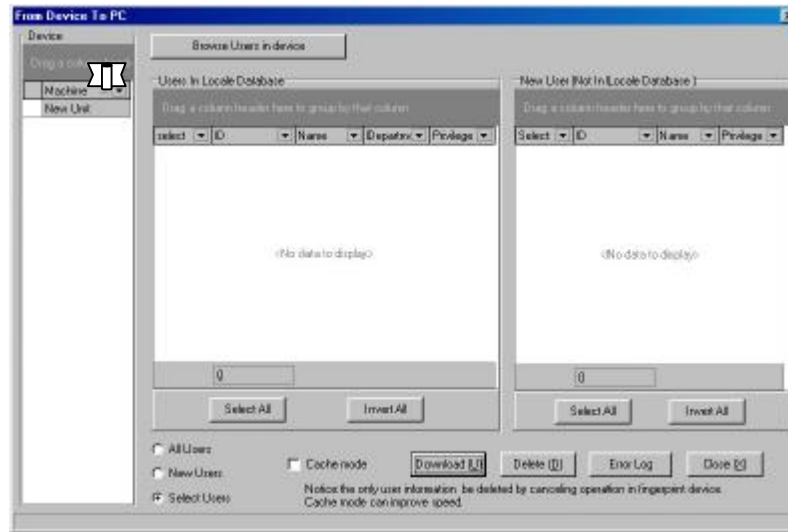 From Device To PC
Device
Browse Users in device
Drag a colu
Machine
New Unit
Users In Locale Database
Drag a column header here to group by that column
select ID Name Departm Privilege
<No data to display>
0
Select All Invert All
New User (Not In Locale Database )
Drag a column header here to group by that column
Select ID Name Privilege
<No data to display>
0
Select All Invert All
All Users
New Users
Select Users
Cache mode
Download [U] Delete [D] Error Log Close [X]
Notice:the only user information be deleted by canceling operation in fingerprint device.
Cache mode can improve speed.